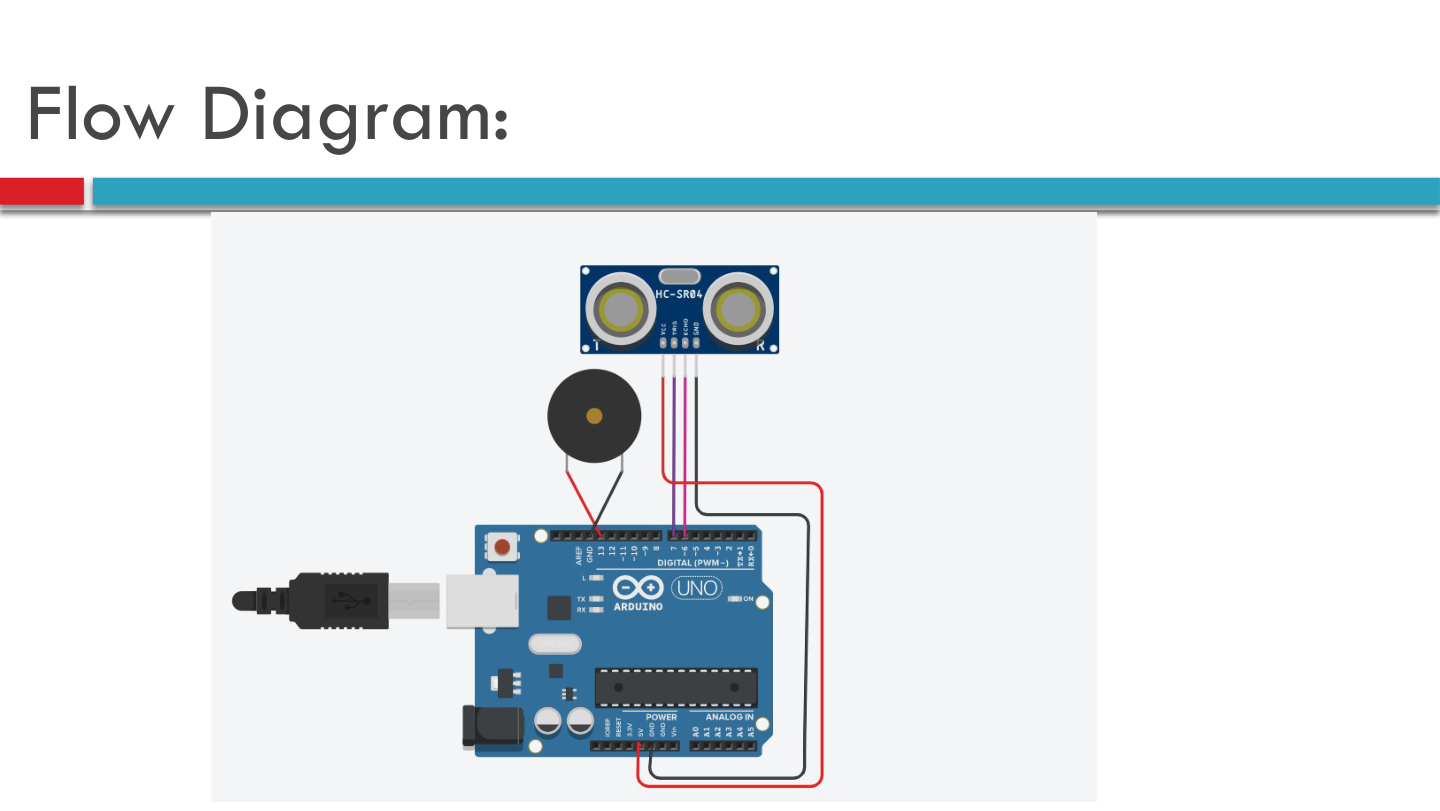 Flow Diagram:
HC-SR04
VCC
TRIG
ECHO
GND
T
R
AREF
GND
13
12
~11
~10
~9
8
7
~6
~5
4
~3
2
TX→1
RX←0
DIGITAL (PWM~)
L
TX
RX
ARDUINO
UNO
ON
POWER
ANALOG IN
IOREF
RESET
3.3V
5V
GND
GND
Vin
A0
A1
A2
A3
A4
A5